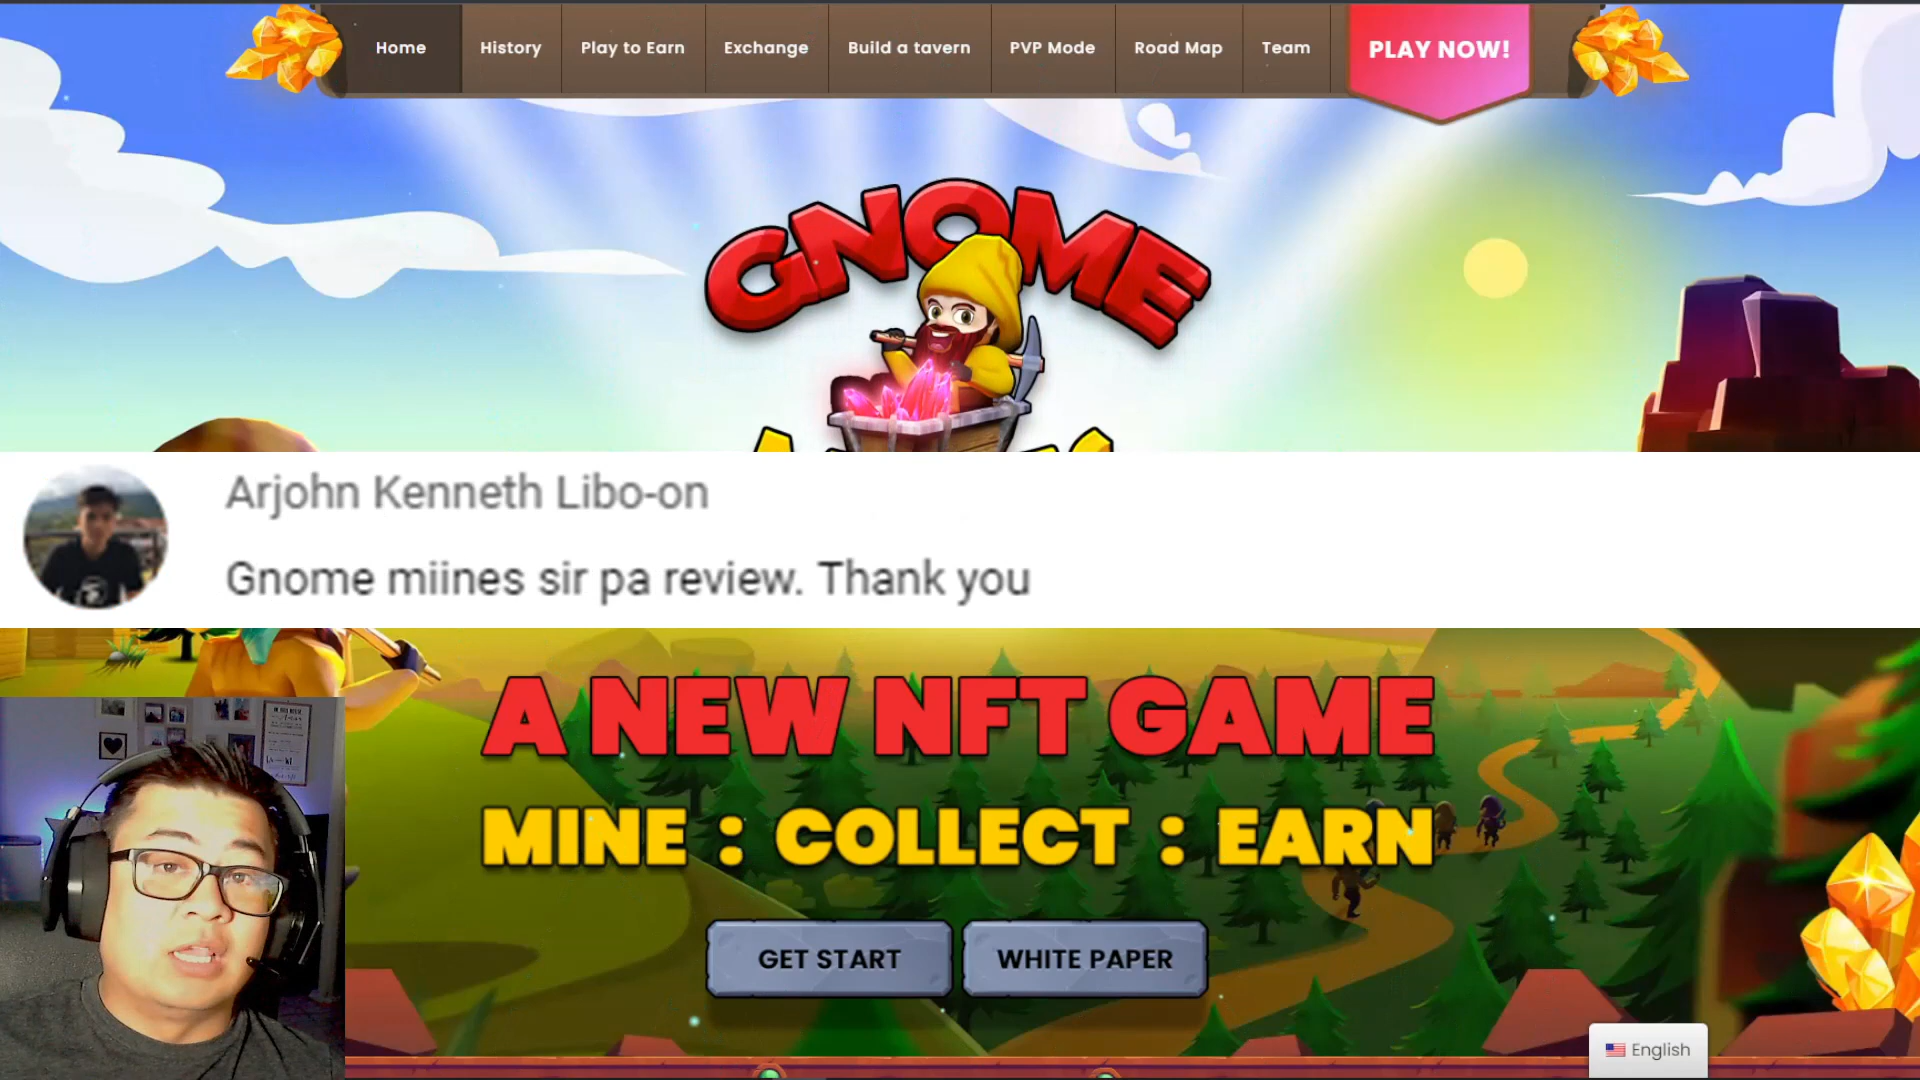 Home History Play to Earn Exchange Build a tavern PVP Mode Road Map Team PLAY NOW!
GNOME
Arjohn Kenneth Libo-on
Gnome miines sir pa review. Thank you
A NEW NFT GAME
MINE : COLLECT : EARN
GET START WHITE PAPER
English